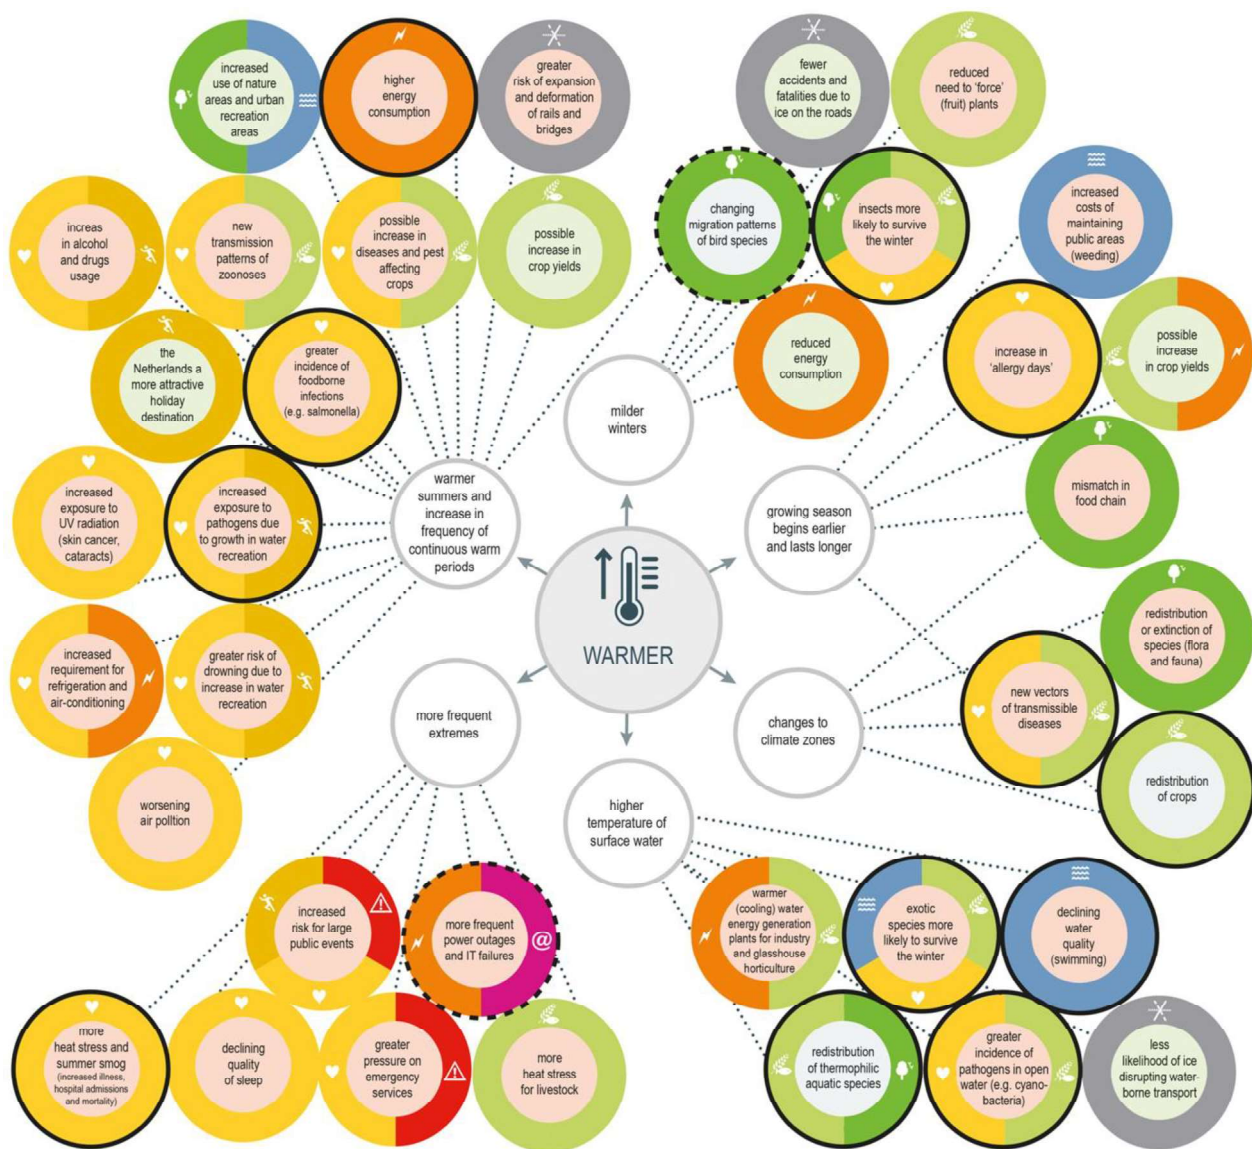 increased
use of nature
areas and urban
recreation
areas
higher
energy
consumption
greater
risk of expansion
and deformation
of rails and
bridges
fewer
accidents and
fatalities due to
ice on the roads
reduced
need to 'force'
(fruit) plants
increas
in alcohol
and drugs
usage
new
transmission
patterns of
zoonoses
possible
increase in
diseases and pest
affecting
crops
possible
increase in
crop yields
changing
migration patterns
of bird species
insects more
likely to survive
the winter
increased
costs of
maintaining
public areas
(weeding)
the
Netherlands a
more attractive
holiday
destination
greater
incidence of
foodborne
infections
(e.g. salmonella)
reduced
energy
consumption
increase in
'allergy days'
possible
increase
in crop yields
milder
winters
increased
exposure to
UV radiation
(skin cancer,
cataracts)
increased
exposure to
pathogens due
to growth in water
recreation
warmer
summers and
increase in
frequency of
continuous warm
periods
growing season
begins earlier
and lasts longer
mismatch in
food chain
WARMER
increased
requirement for
refrigeration and
air-conditioning
greater risk of
drowning due to
increase in water
recreation
redistribution
or extinction of
species (flora
and fauna)
more frequent
extremes
changes to
climate zones
new vectors
of transmissible
diseases
worsening
air polltion
higher
temperature of
surface water
redistribution
of crops
increased
risk for large
public events
more frequent
power outages
and IT failures
@
warmer
(cooling) water
energy generation
plants for industry
and glasshouse
horticulture
exotic
species more
likely to survive
the winter
declining
water
quality
(swimming)
more
heat stress and
summer smog
(increased illness,
hospital admissions
and mortality)
declining
quality
of sleep
greater
pressure on
emergency
services
more
heat stress
for livestock
redistribution
of thermophilic
aquatic species
greater
incidence of
pathogens in open
water (e.g. cyano-
bacteria)
less
likelihood of ice
disrupting water-
borne transport